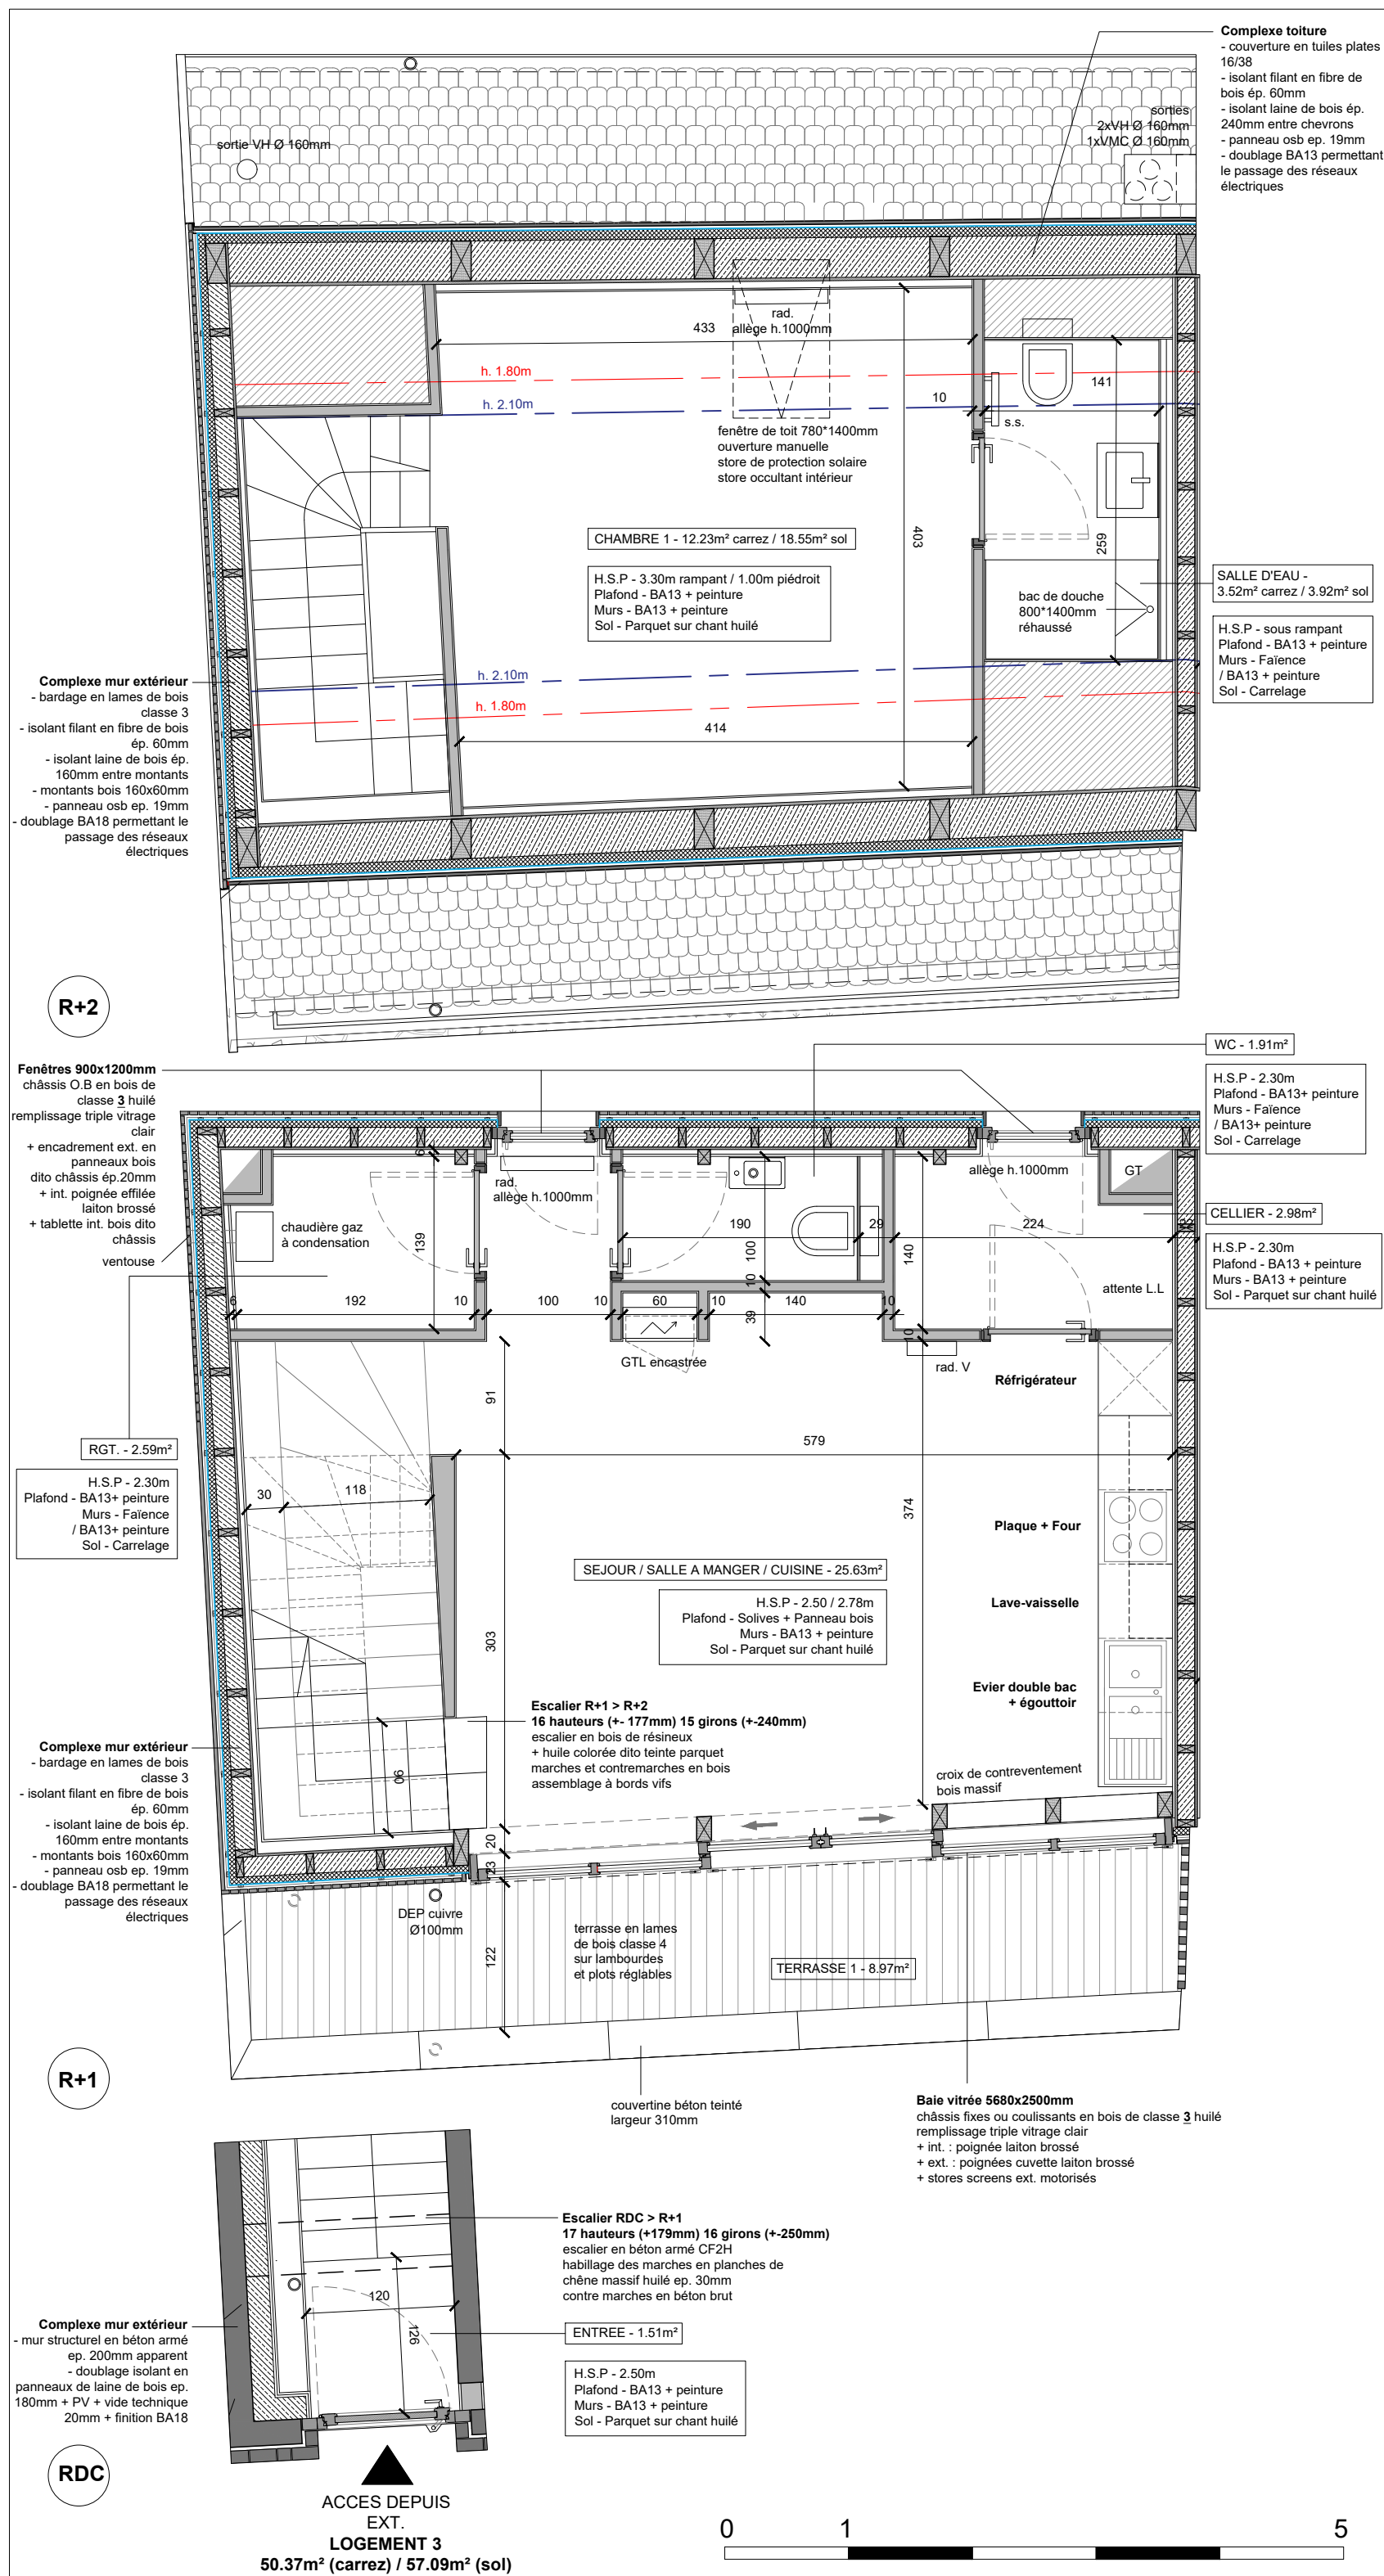 Complexe toiture
- couverture en tuiles plates
16/38
- isolant filant en fibre de
bois ép. 60mm
- isolant laine de bois ép.
240mm entre chevrons
- panneau osb ep. 19mm
- doublage BA13 permettant
le passage des réseaux
électriques
sorties
2xVH Ø 160mm
1xVMC Ø 160mm
sortie VH Ø 160mm
rad.
allège h.1000mm
433
h. 1.80m
h. 2.10m
10
141
s.s.
fenêtre de toit 780*1400mm
ouverture manuelle
store de protection solaire
store occultant intérieur
CHAMBRE 1 - 12.23m² carrez / 18.55m² sol
403
259
H.S.P - 3.30m rampant / 1.00m piédroit
Plafond - BA13 + peinture
Murs - BA13 + peinture
Sol - Parquet sur chant huilé
bac de douche
800*1400mm
réhaussé
SALLE D'EAU -
3.52m² carrez / 3.92m² sol
H.S.P - sous rampant
Plafond - BA13 + peinture
Murs - Faïence
/ BA13 + peinture
Sol - Carrelage
h. 2.10m
h. 1.80m
414
Complexe mur extérieur
- bardage en lames de bois
classe 3
- isolant filant en fibre de bois
ép. 60mm
- isolant laine de bois ép.
160mm entre montants
- montants bois 160x60mm
- panneau osb ep. 19mm
- doublage BA18 permettant le
passage des réseaux
électriques
R+2
Fenêtres 900x1200mm
châssis O.B en bois de
classe 3 huilé
remplissage triple vitrage
clair
+ encadrement ext. en
panneaux bois
dito châssis ép.20mm
+ int. poignée effilée
laiton brossé
+ tablette int. bois dito
châssis
ventouse
WC - 1.91m²
H.S.P - 2.30m
Plafond - BA13+ peinture
Murs - Faïence
/ BA13+ peinture
Sol - Carrelage
6
rad.
allège h.1000mm
allège h.1000mm
GT
chaudière gaz
à condensation
139
190
29
100
10
140
224
22
CELLIER - 2.98m²
H.S.P - 2.30m
Plafond - BA13 + peinture
Murs - BA13 + peinture
Sol - Parquet sur chant huilé
attente L.L
6
192
10
100
10
60
10
140
10
39
10
GTL encastrée
rad. V
Réfrigérateur
91
579
RGT. - 2.59m²
H.S.P - 2.30m
Plafond - BA13+ peinture
Murs - Faïence
/ BA13+ peinture
Sol - Carrelage
30
118
374
Plaque + Four
SEJOUR / SALLE A MANGER / CUISINE - 25.63m²
H.S.P - 2.50 / 2.78m
Plafond - Solives + Panneau bois
Murs - BA13 + peinture
Sol - Parquet sur chant huilé
Lave-vaisselle
303
Evier double bac
+ égouttoir
Escalier R+1 > R+2
16 hauteurs (+- 177mm) 15 girons (+-240mm)
escalier en bois de résineux
+ huile colorée dito teinte parquet
marches et contremarches en bois
assemblage à bords vifs
90
croix de contreventement
bois massif
Complexe mur extérieur
- bardage en lames de bois
classe 3
- isolant filant en fibre de bois
ép. 60mm
- isolant laine de bois ép.
160mm entre montants
- montants bois 160x60mm
- panneau osb ep. 19mm
- doublage BA18 permettant le
passage des réseaux
électriques
20
23
DEP cuivre
Ø100mm
122
terrasse en lames
de bois classe 4
sur lambourdes
et plots réglables
TERRASSE 1 - 8.97m²
R+1
couvertine béton teinté
largeur 310mm
Baie vitrée 5680x2500mm
châssis fixes ou coulissants en bois de classe 3 huilé
remplissage triple vitrage clair
+ int. : poignée laiton brossé
+ ext. : poignées cuvette laiton brossé
+ stores screens ext. motorisés
Escalier RDC > R+1
17 hauteurs (+179mm) 16 girons (+-250mm)
escalier en béton armé CF2H
habillage des marches en planches de
chêne massif huilé ep. 30mm
contre marches en béton brut
120
126
ENTREE - 1.51m²
H.S.P - 2.50m
Plafond - BA13 + peinture
Murs - BA13 + peinture
Sol - Parquet sur chant huilé
Complexe mur extérieur
- mur structurel en béton armé
ep. 200mm apparent
- doublage isolant en
panneaux de laine de bois ep.
180mm + PV + vide technique
20mm + finition BA18
RDC
ACCES DEPUIS
EXT.
LOGEMENT 3
50.37m² (carrez) / 57.09m² (sol)
0 1 5